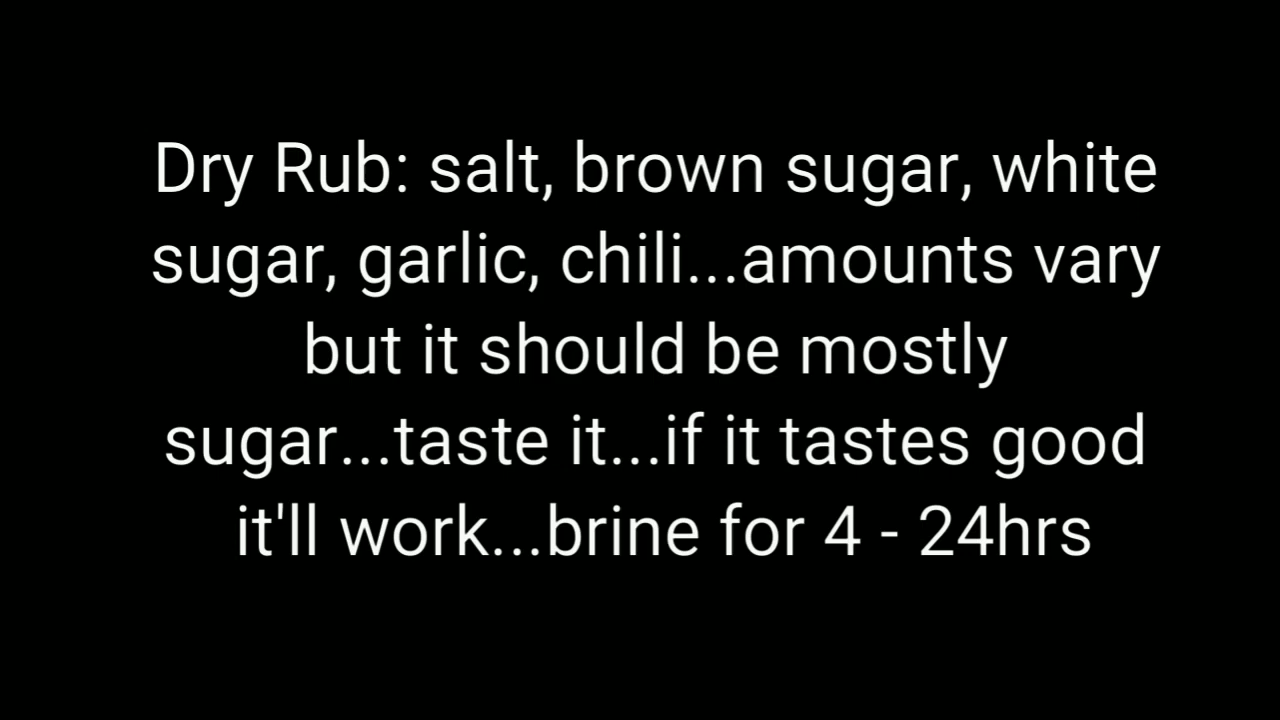 Dry Rub: salt, brown sugar, white
sugar, garlic, chili...amounts vary
but it should be mostly
sugar...taste it...if it tastes good
it'll work...brine for 4 - 24hrs